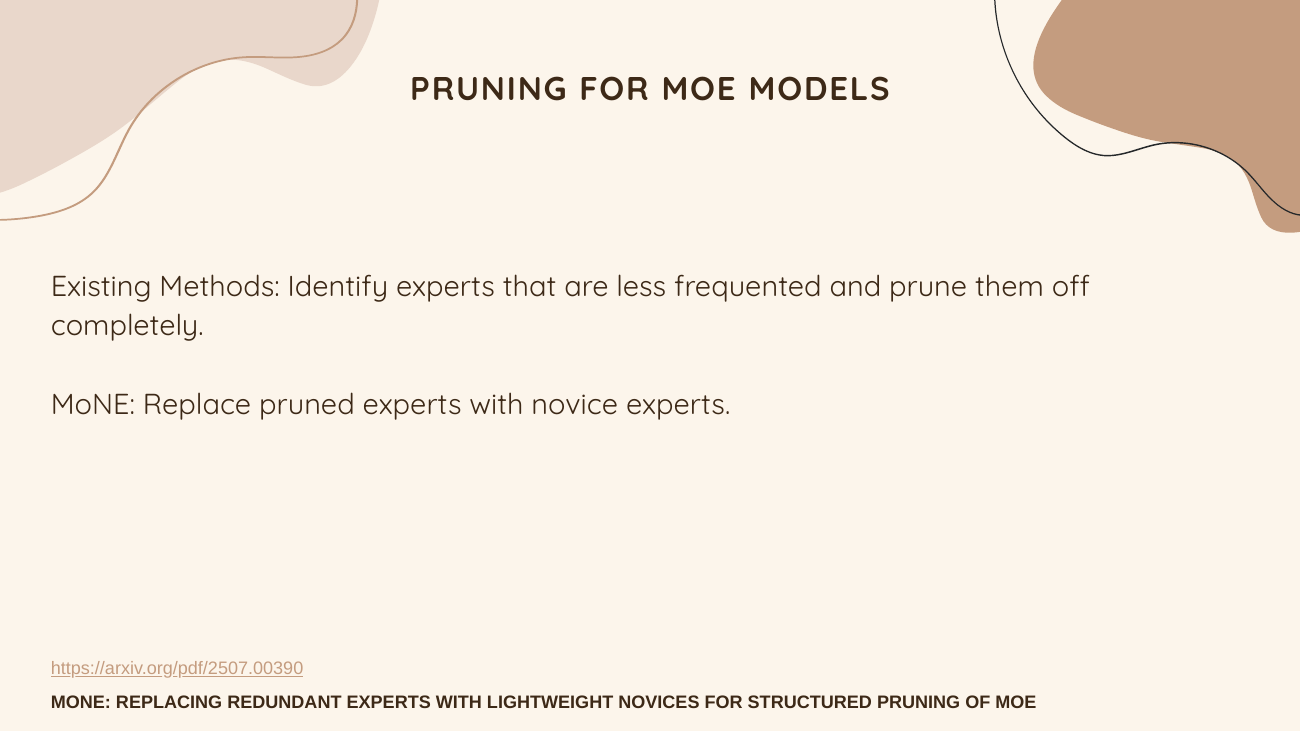 PRUNING FOR MOE MODELS
Existing Methods: Identify experts that are less frequented and prune them off
completely.
MoNE: Replace pruned experts with novice experts.
https://arxiv.org/pdf/2507.00390
MONE: REPLACING REDUNDANT EXPERTS WITH LIGHTWEIGHT NOVICES FOR STRUCTURED PRUNING OF MOE